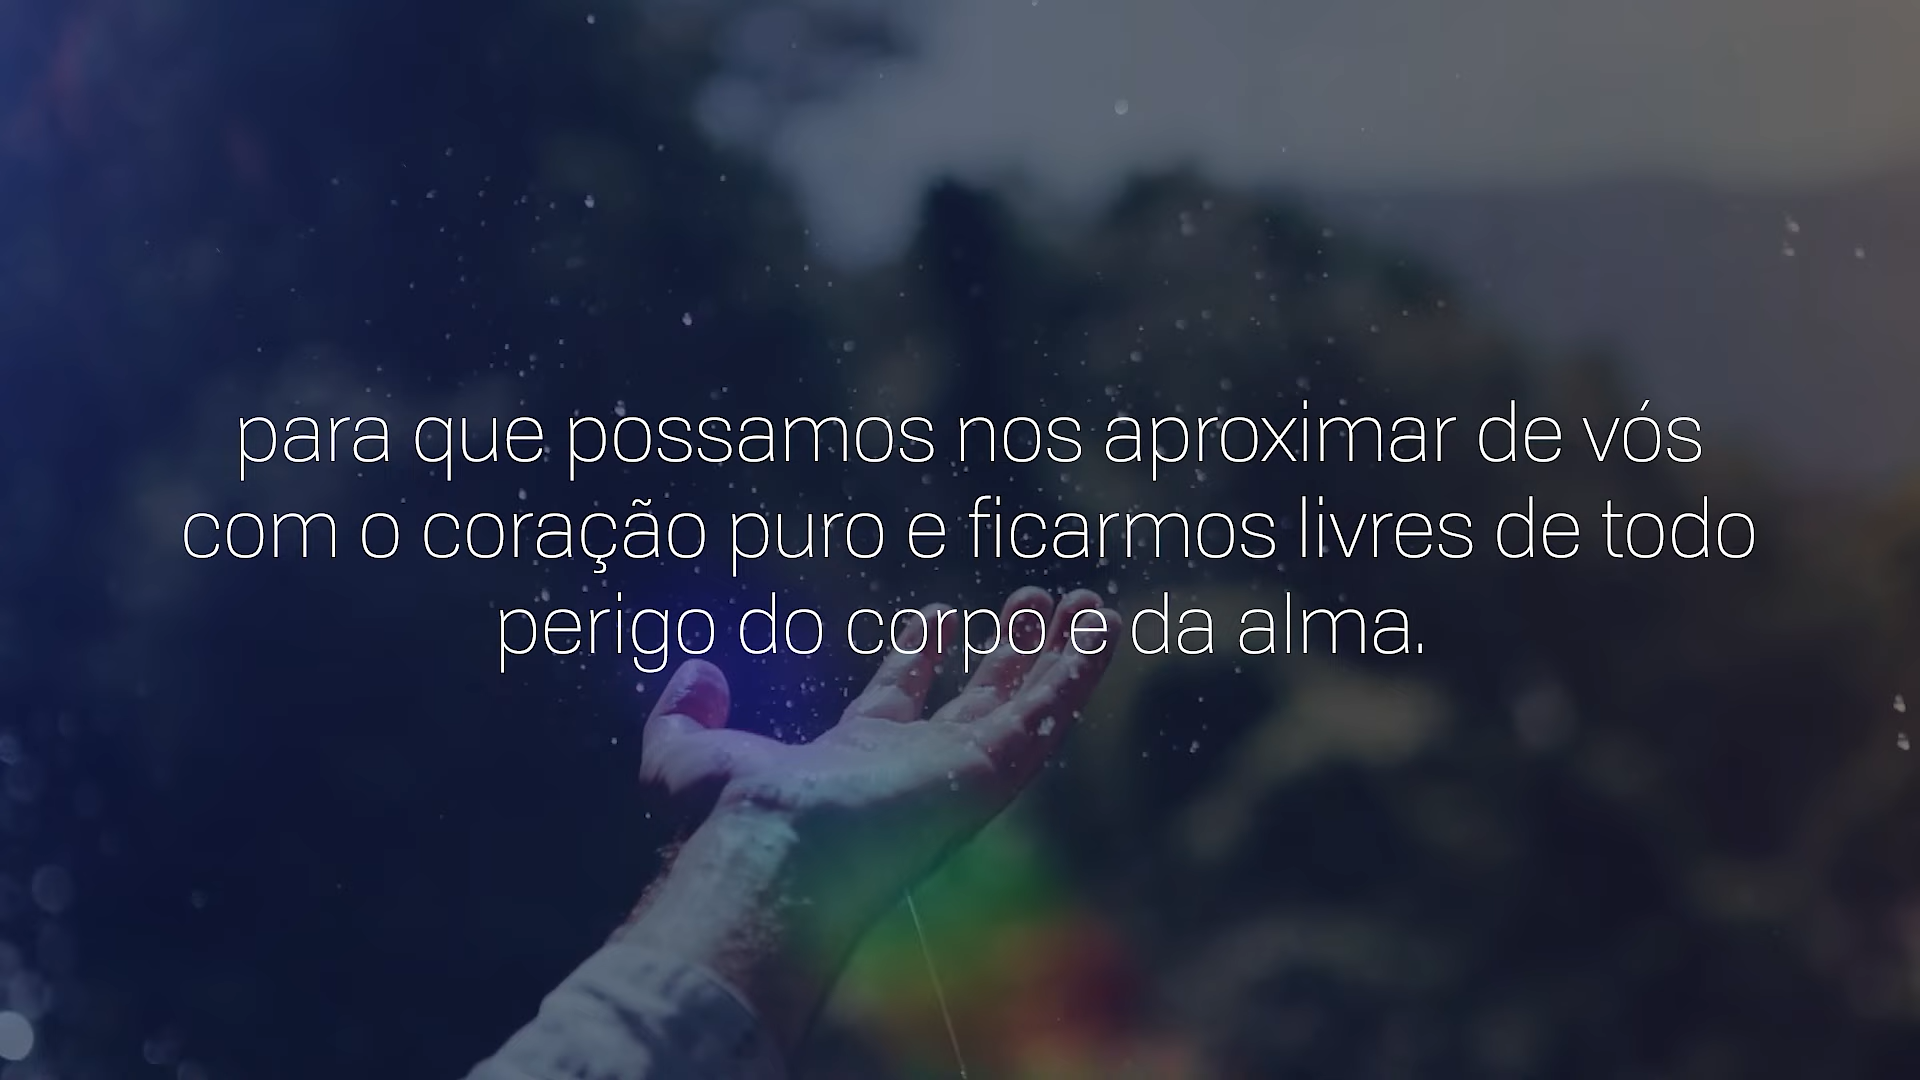 para que possamos nos aproximar de vós
com o coração puro e ficarmos livres de todo
perigo do corpo e da alma.